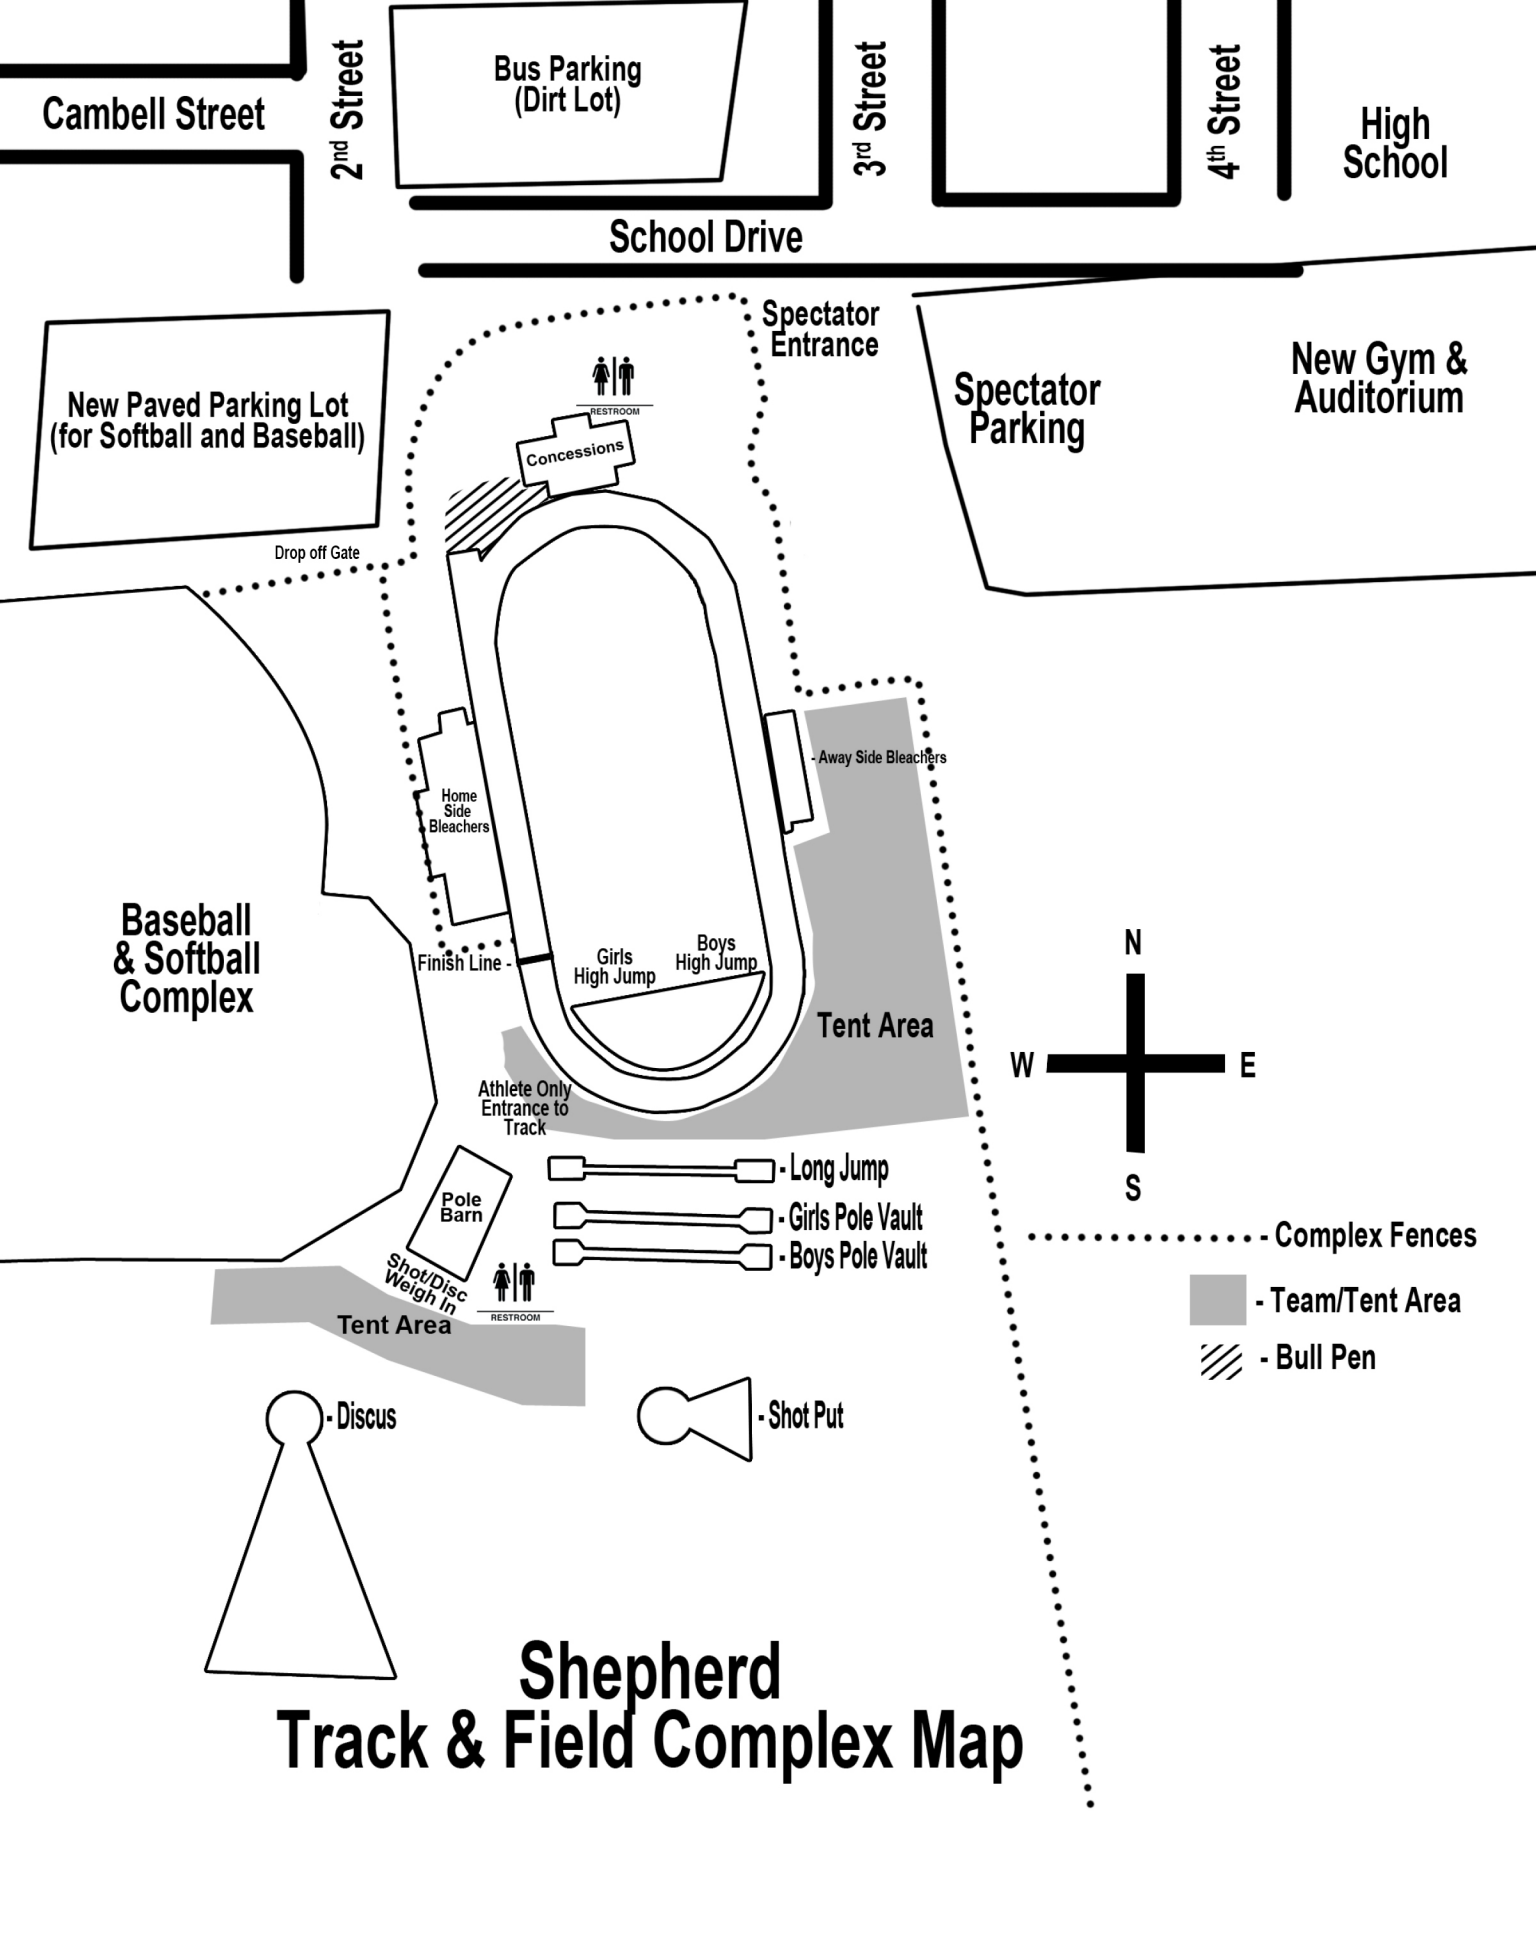 Cambell Street
2nd Street
Bus Parking
(Dirt Lot)
3rd Street
4th Street
High
School
School Drive
Spectator
Entrance
New Paved Parking Lot
(for Softball and Baseball)
RESTROOM
Concessions
Spectator
Parking
New Gym &
Auditorium
Drop off Gate
- Away Side Bleachers
Home
Side
Bleachers
Baseball
& Softball
Complex
Finish Line -
Girls
High Jump
Boys
High Jump
Tent Area
N
W
E
S
Athlete Only
Entrance to
Track
- Long Jump
- Girls Pole Vault
- Boys Pole Vault
Pole
Barn
Shot/Disc
Weigh In
RESTROOM
Tent Area
- Complex Fences
- Team/Tent Area
- Bull Pen
- Discus
- Shot Put
Shepherd
Track & Field Complex Map